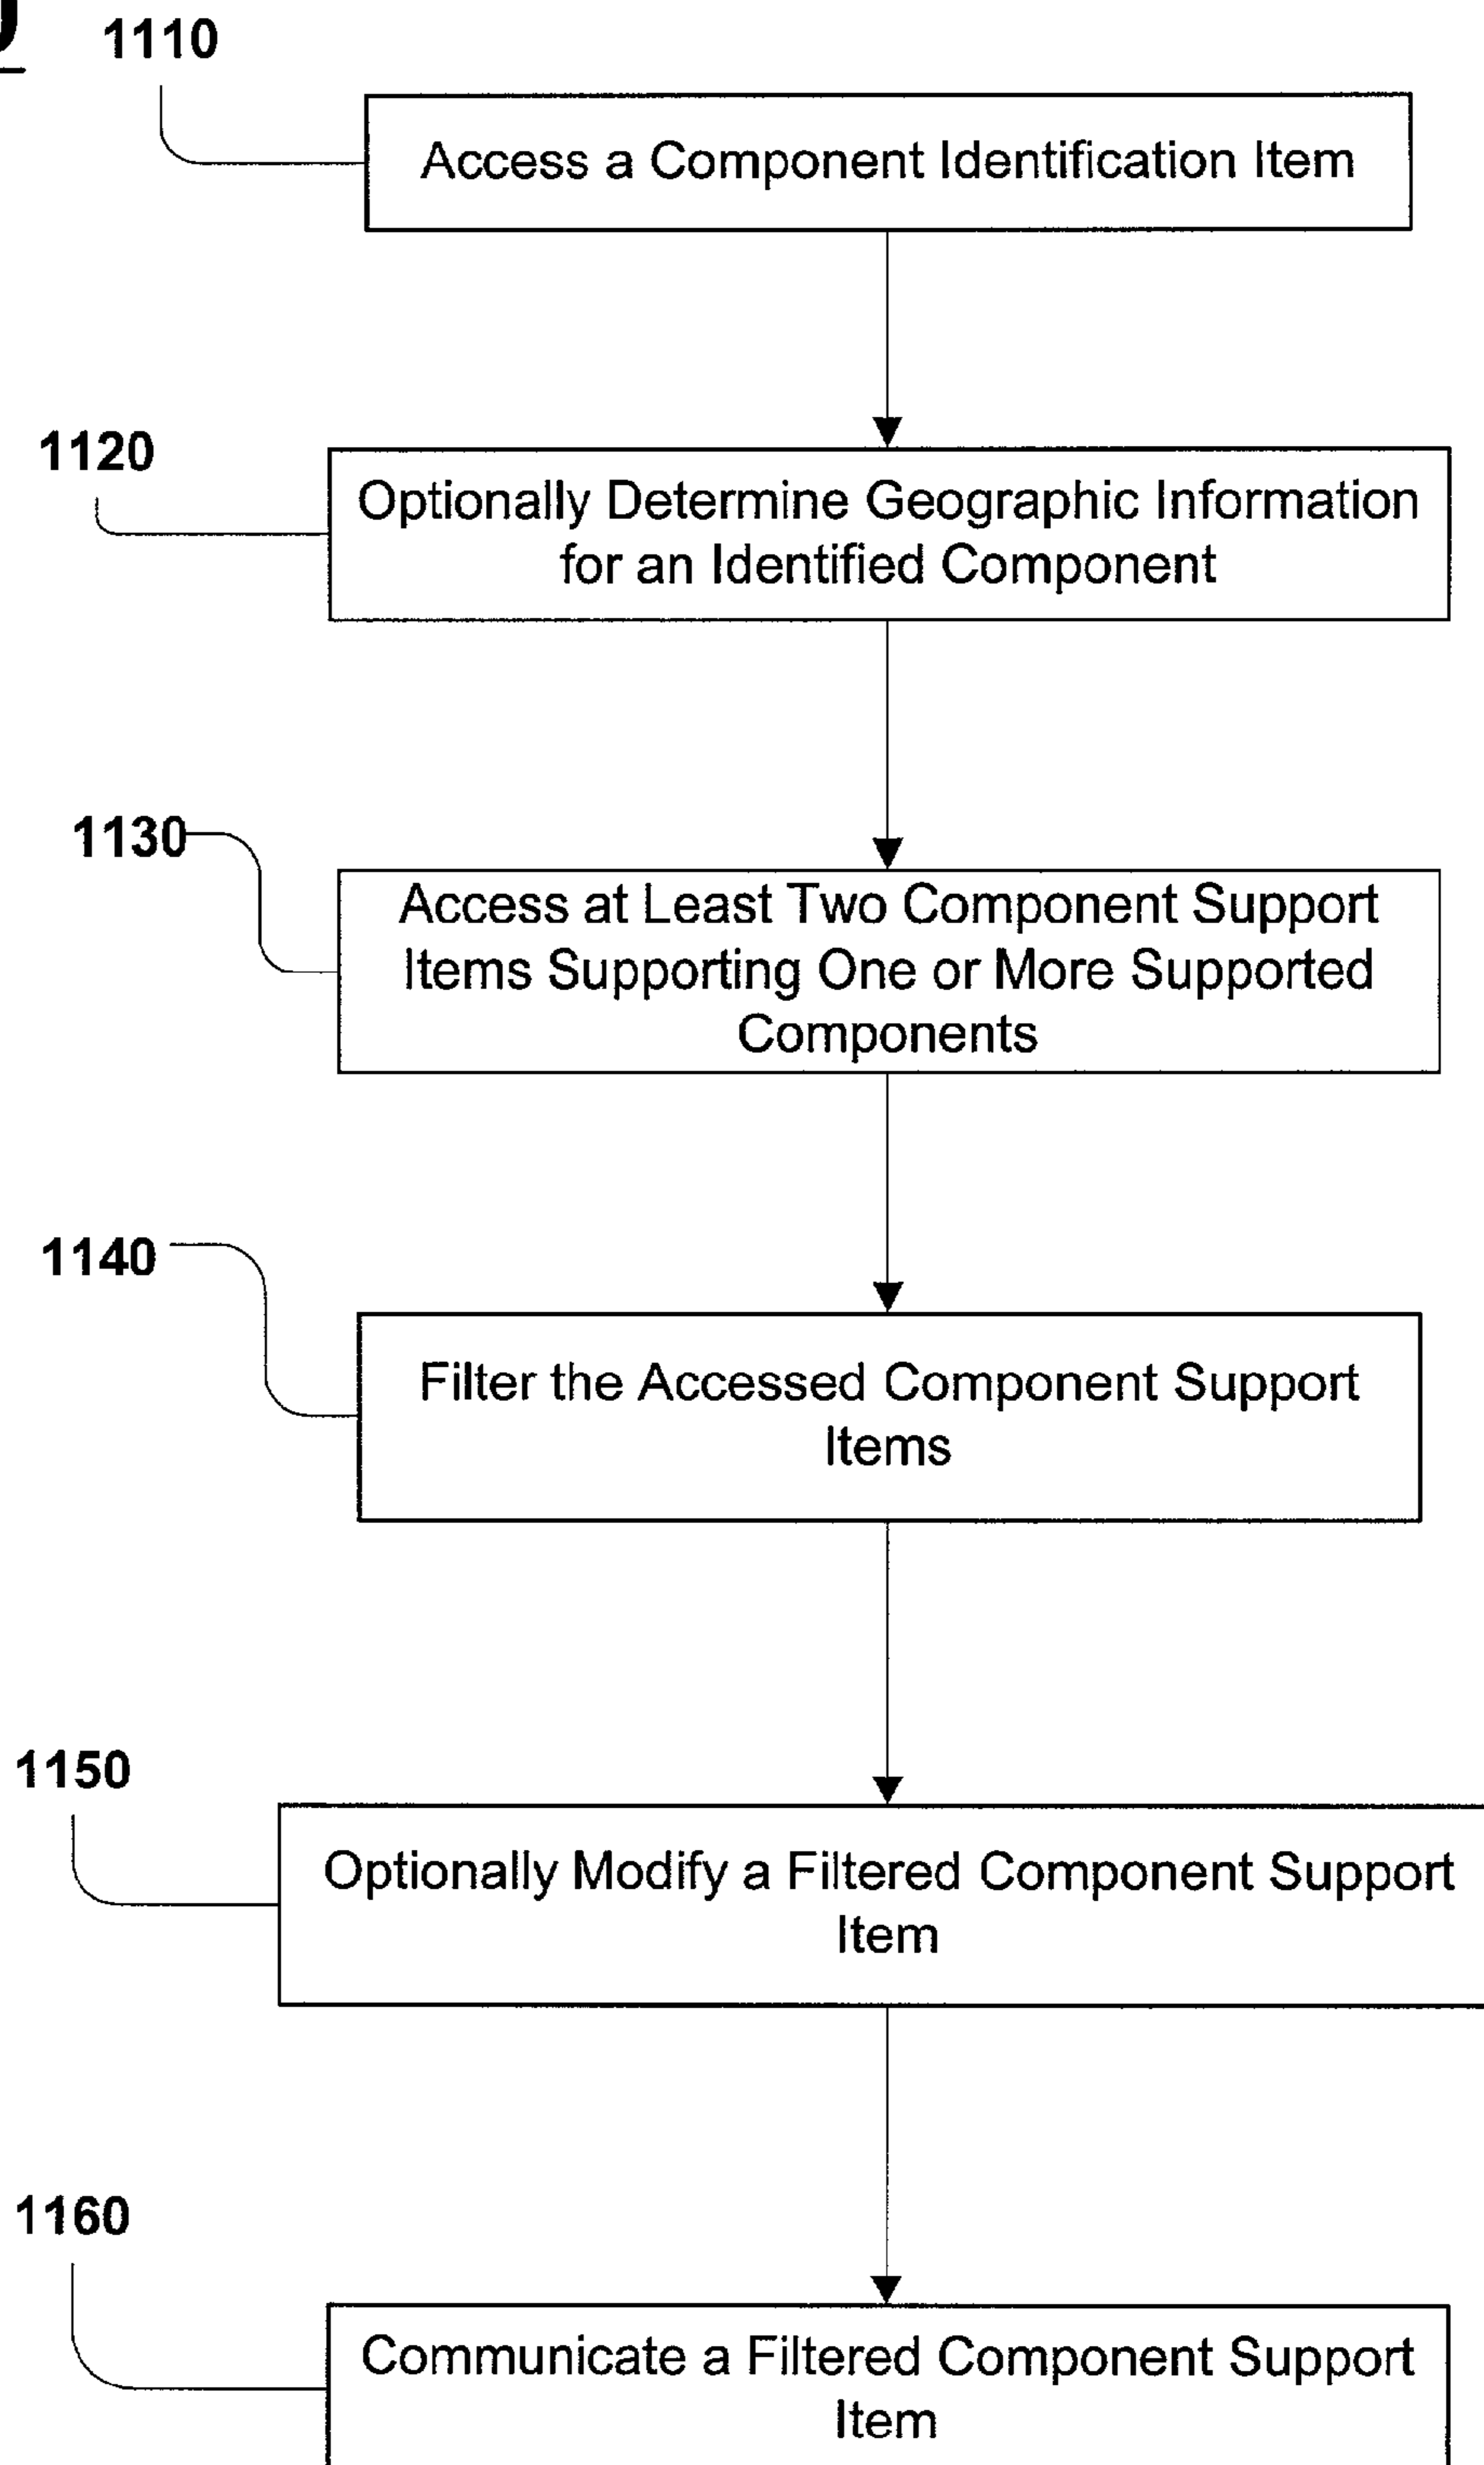 1110
Access a Component Identification Item
1120
Optionally Determine Geographic Information
for an Identified Component
1130
Access at Least Two Component Support
Items Supporting One or More Supported
Components
1140
Filter the Accessed Component Support
Items
1150
Optionally Modify a Filtered Component Support
Item
1160
Communicate a Filtered Component Support
Item